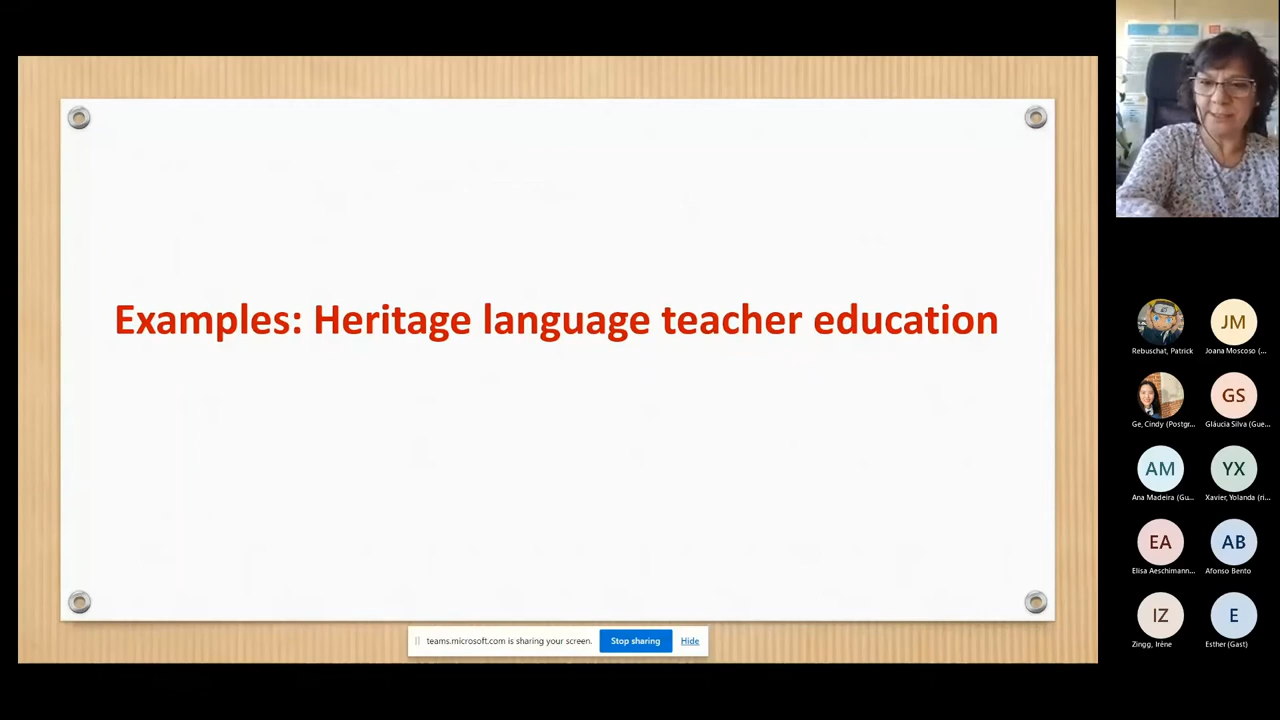 Examples: Heritage language teacher education
teams.microsoft.com is sharing your screen. Stop sharing Hide
Rebuschat, Patrick
JM
Joana Moscoso (...
Ge, Cindy (Postgr...
GS
Gláucia Silva (Gue...
AM
Ana Madeira (Gu...
YX
Xavier, Yolanda (ri...
EA
Elisa Aeschimann...
AB
Afonso Bento
IZ
Zingg, Irène
E
Esther (Gast)